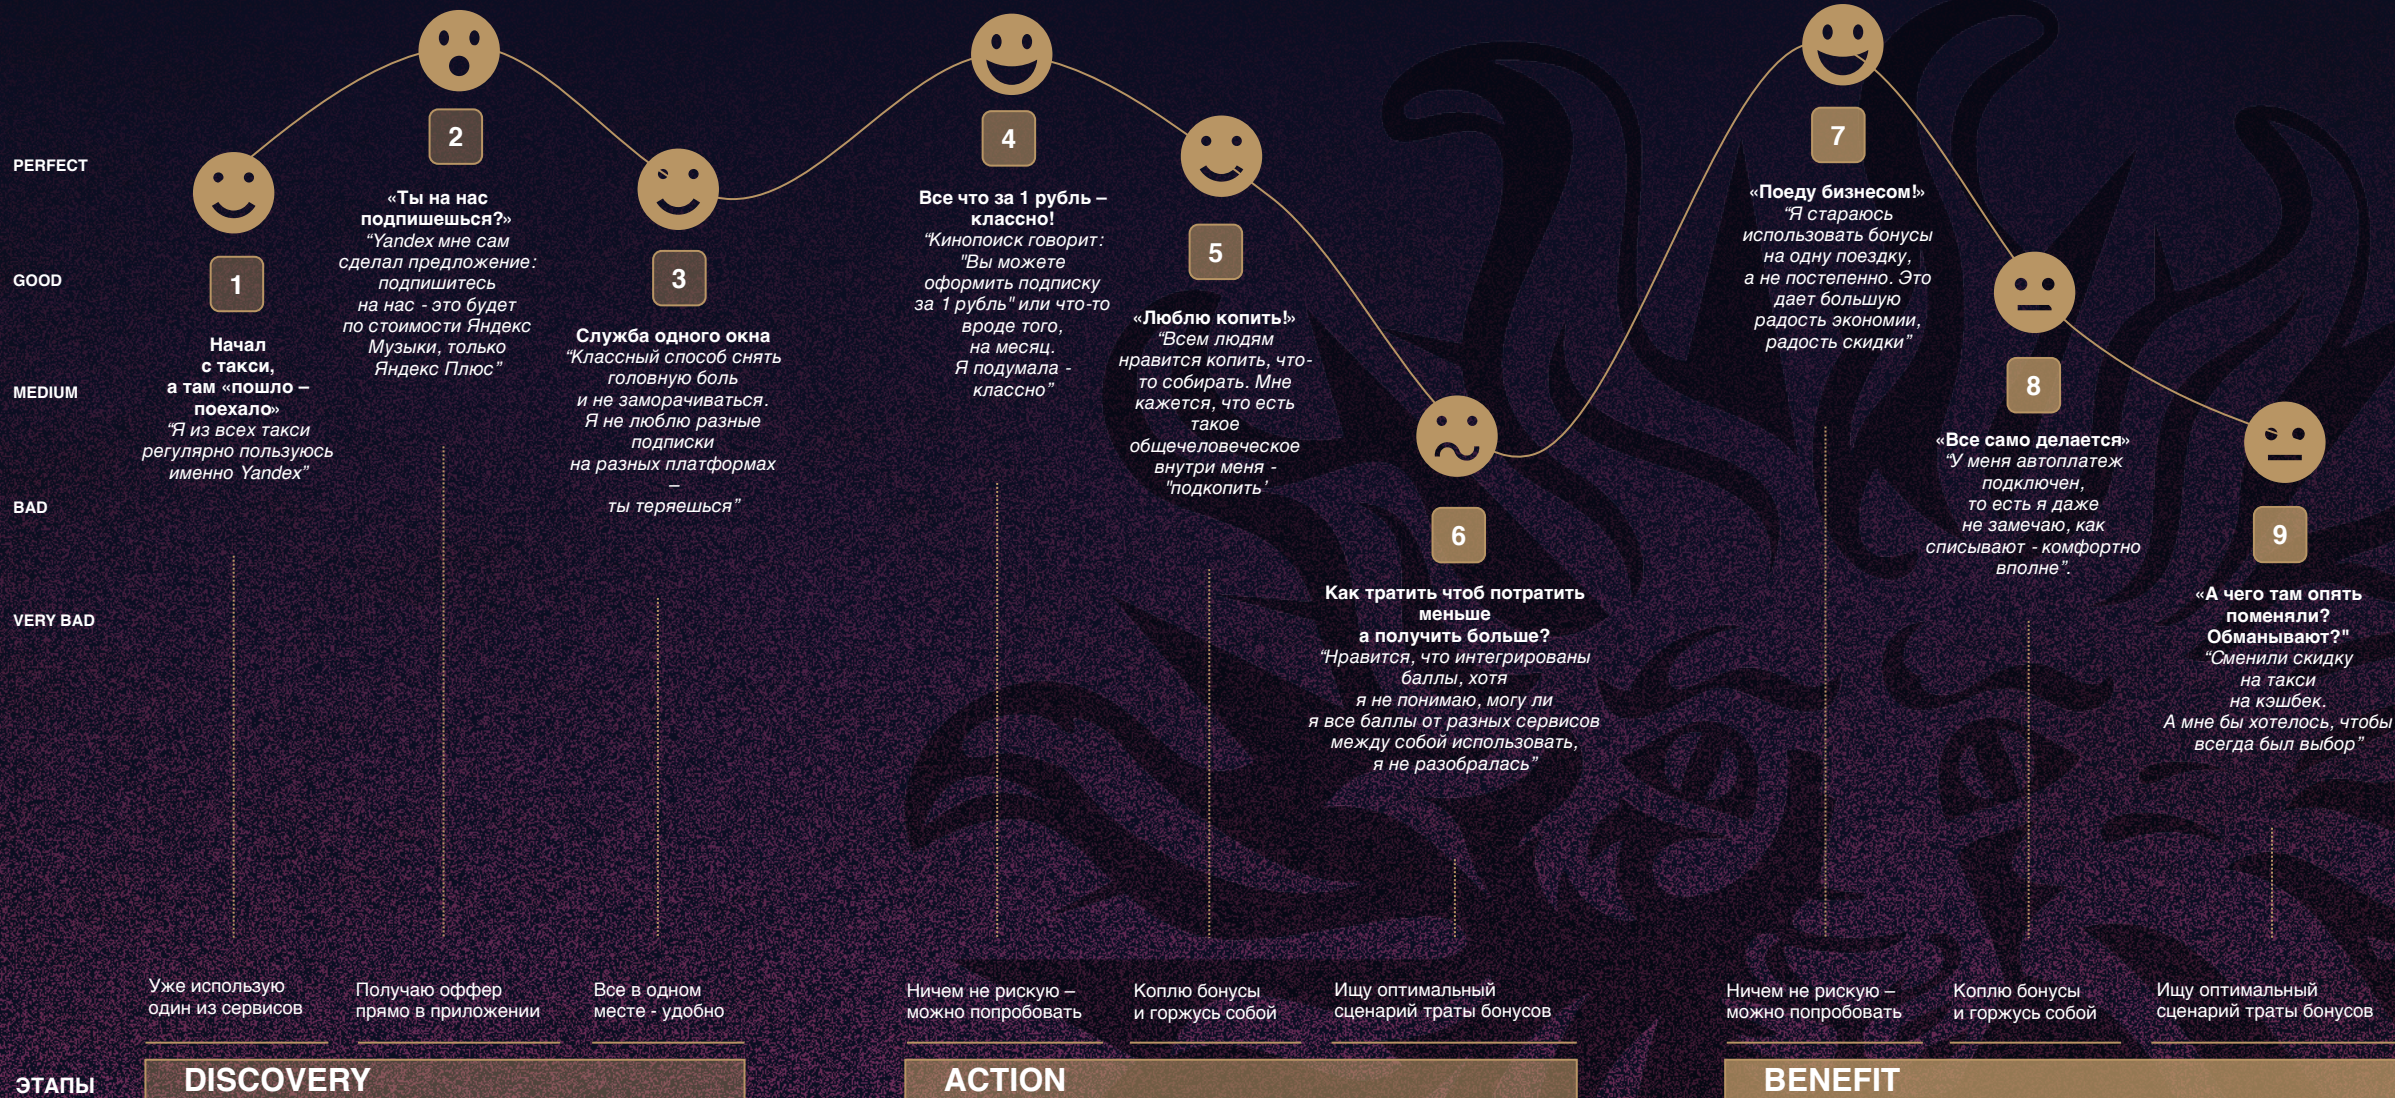 PERFECT
GOOD
MEDIUM
BAD
VERY BAD
1
Начал
с такси,
а там «пошло –
поехало»
“Я из всех такси
регулярно пользуюсь
именно Yandex”
2
«Ты на нас
подпишешься?»
“Yandex мне сам
сделал предложение:
подпишитесь
на нас - это будет
по стоимости Яндекс
Музыки, только
Яндекс Плюс”
3
Служба одного окна
“Классный способ снять
головную боль
и не заморачиваться.
Я не люблю разные
подписки
на разных платформах
–
ты теряешься”
4
Все что за 1 рубль –
классно!
“Кинопоиск говорит:
"Вы можете
оформить подписку
за 1 рубль" или что-то
вроде того,
на месяц.
Я подумала -
классно”
5
«Люблю копить!»
“Всем людям
нравится копить, что-
то собирать. Мне
кажется, что есть
такое
общечеловеческое
внутри меня -
"подкопить'
6
Как тратить чтоб потратить
меньше
а получить больше?
“Нравится, что интегрированы
баллы, хотя
я не понимаю, могу ли
я все баллы от разных сервисов
между собой использовать,
я не разобралась”
7
«Поеду бизнесом!»
“Я стараюсь
использовать бонусы
на одну поездку,
а не постепенно. Это
дает большую
радость экономии,
радость скидки”
8
«Все само делается»
“У меня автоплатеж
подключен,
то есть я даже
не замечаю, как
списывают - комфортно
вполне”.
9
«А чего там опять
поменяли?
Обманывают?"
“Сменили скидку
на такси
на кэшбек.
А мне бы хотелось, чтобы
всегда был выбор”
Уже использую
один из сервисов
Получаю оффер
прямо в приложении
Все в одном
месте - удобно
Ничем не рискую –
можно попробовать
Коплю бонусы
и горжусь собой
Ищу оптимальный
сценарий траты бонусов
Ничем не рискую –
можно попробовать
Коплю бонусы
и горжусь собой
Ищу оптимальный
сценарий траты бонусов
ЭТАПЫ
DISCOVERY
ACTION
BENEFIT